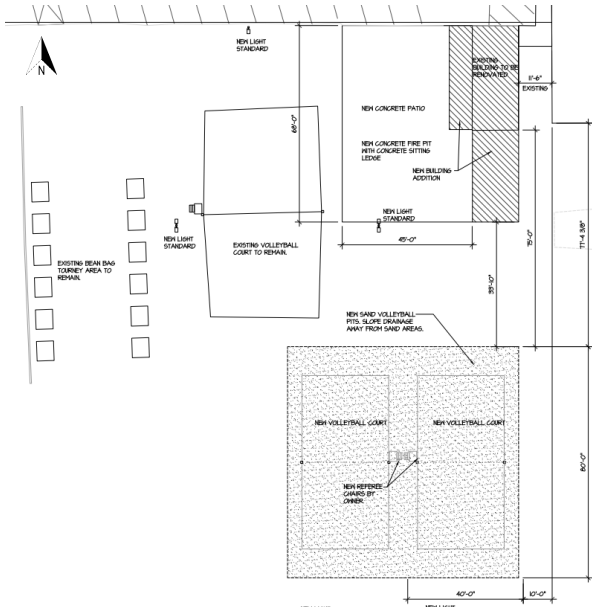 NEW LIGHT
STANDARD
N
EXISTING
BUILDING TO BE
RENOVATED
11'-6"
EXISTING
NEW CONCRETE PATIO
68'-0"
NEW CONCRETE FIRE PIT
WITH CONCRETE SITTING
LEDGE
NEW BUILDING
ADDITION
NEW LIGHT
STANDARD
NEW LIGHT
STANDARD
45'-0"
EXISTING VOLLEYBALL
COURT TO REMAIN.
EXISTING BEAN BAG
TOURNEY AREA TO
REMAIN.
75'-0"
77'-4 3/8"
NEW SAND VOLLEYBALL
PITS. SLOPE DRAINAGE
AWAY FROM SAND AREAS.
NEW VOLLEYBALL COURT
NEW VOLLEYBALL COURT
NEW REFEREE
CHAIRS BY
OWNER
80'-0"
40'-0"
10'-0"